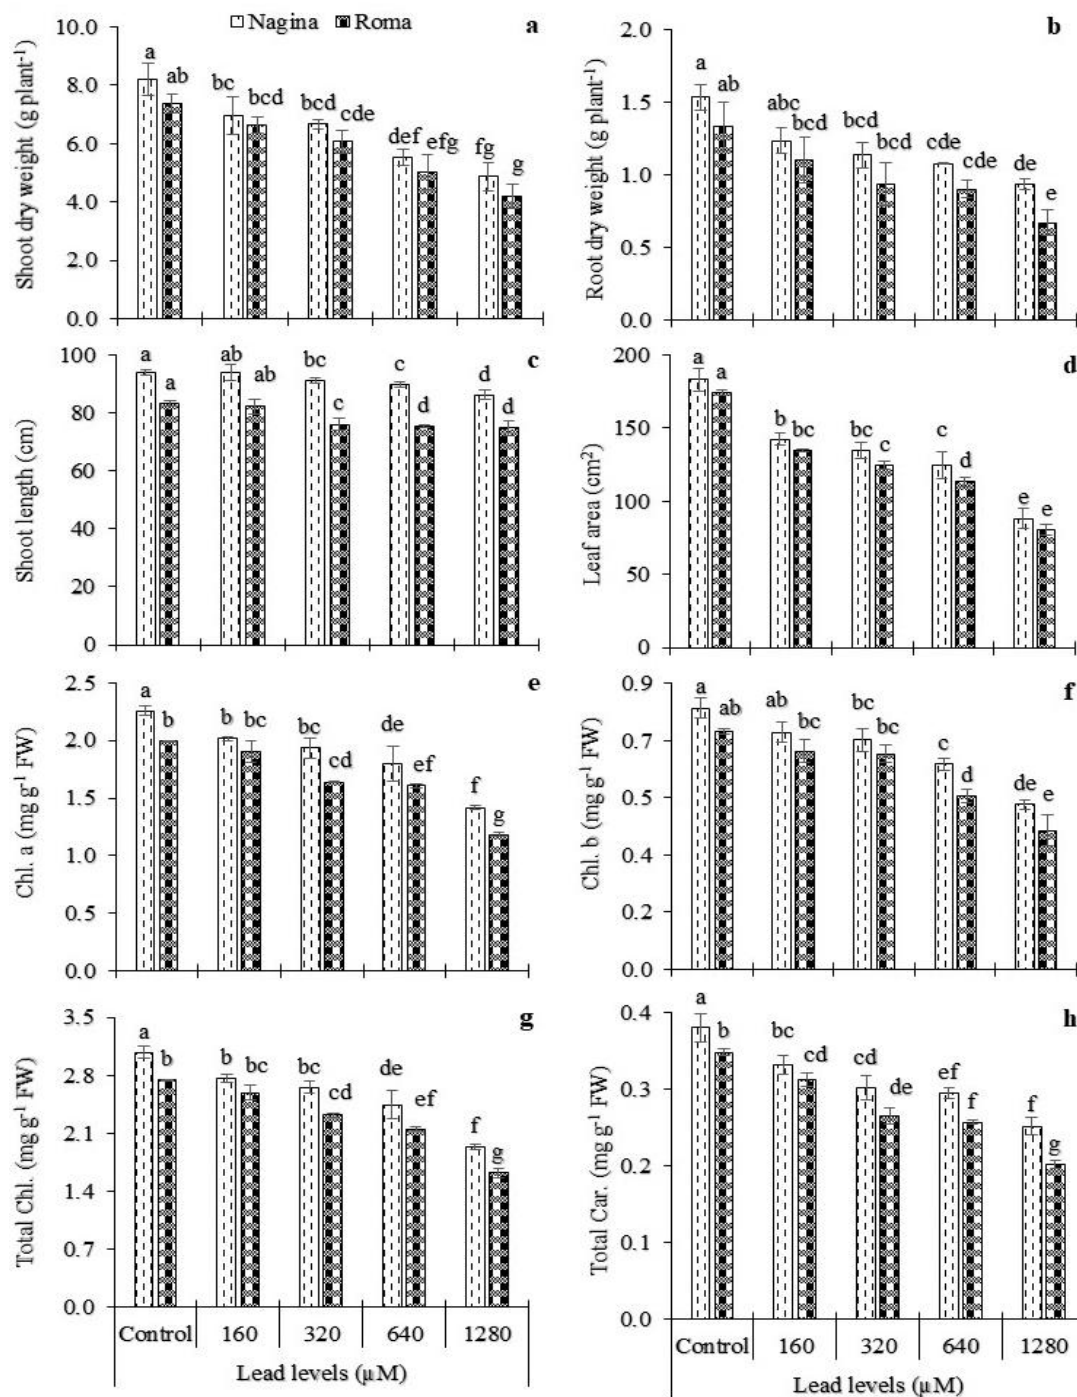 Nagina Roma
a
Shoot dry weight (g plant⁻¹)
10.0
8.0
6.0
4.0
2.0
0.0
a ab bc bcd bcd cde def efg fg g
b
Root dry weight (g plant⁻¹)
2.0
1.5
1.0
0.5
0.0
a ab abc bcd bcd bcd cde cde de e
c
Shoot length (cm)
100
80
60
40
20
0
a a ab ab bc c c d d d
d
Leaf area (cm²)
200
150
100
50
0
a a b bc bc c c d e e
e
Chl. a (mg g⁻¹ FW)
2.5
2.0
1.5
1.0
0.5
0.0
a b b bc bc cd de ef f g
f
Chl. b (mg g⁻¹ FW)
0.9
0.7
0.5
0.4
0.2
0.0
a ab ab bc bc bc c d de e
g
Total Chl. (mg g⁻¹ FW)
3.5
2.8
2.1
1.4
0.7
0.0
a b b bc bc cd de ef f g
Control 160 320 640 1280
Lead levels (µM)
h
Total Car. (mg g⁻¹ FW)
0.4
0.3
0.2
0.1
0.0
a b bc cd cd de ef f f g
Control 160 320 640 1280
Lead levels (µM)